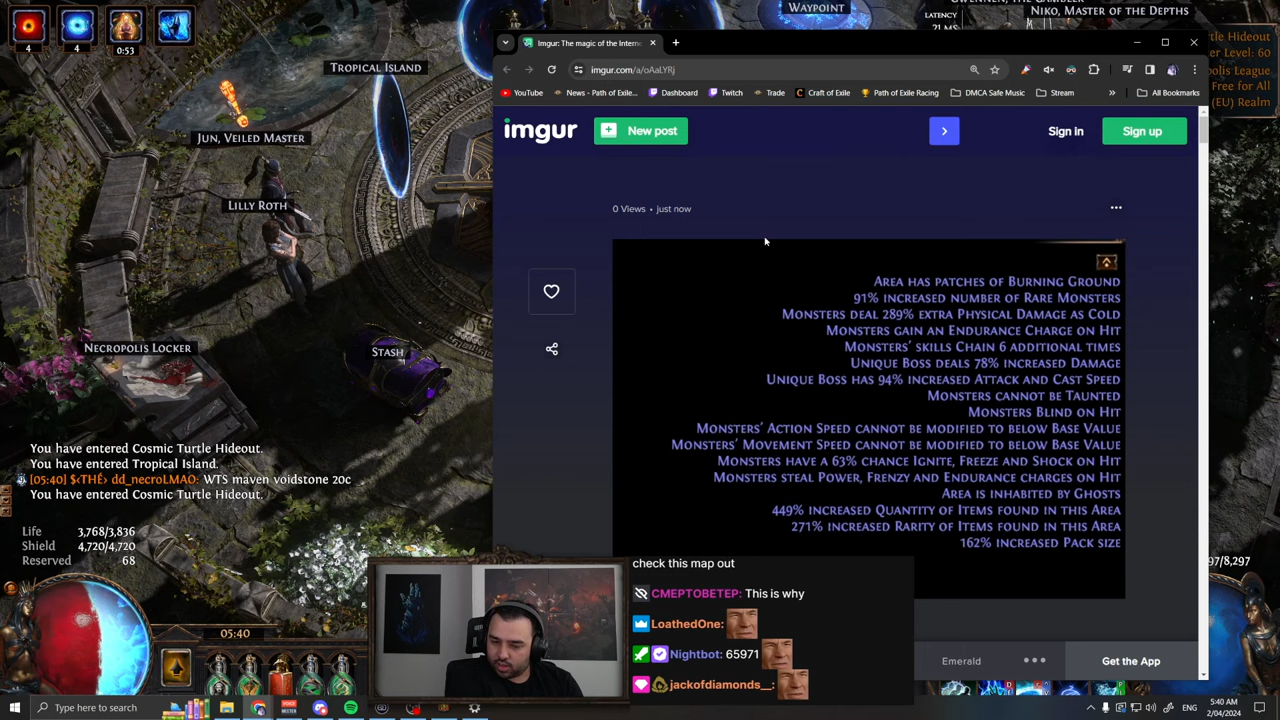 4
4
0:53
TROPICAL ISLAND
JUN, VEILED MASTER
LILLY ROTH
NECROPOLIS LOCKER
STASH
WAYPOINT
LATENCY
NIKO, MASTER OF THE DEPTHS
Imgur: The magic of the Intern
imgur.com/a/oAaLYRj
YouTube
News - Path of Exile...
Dashboard
Twitch
Trade
Craft of Exile
Path of Exile Racing
DMCA Safe Music
Stream
All Bookmarks
imgur
New post
Sign in
Sign up
0 Views • just now
AREA HAS PATCHES OF BURNING GROUND
91% INCREASED NUMBER OF RARE MONSTERS
MONSTERS DEAL 289% EXTRA PHYSICAL DAMAGE AS COLD
MONSTERS GAIN AN ENDURANCE CHARGE ON HIT
MONSTERS' SKILLS CHAIN 6 ADDITIONAL TIMES
UNIQUE BOSS DEALS 78% INCREASED DAMAGE
UNIQUE BOSS HAS 94% INCREASED ATTACK AND CAST SPEED
MONSTERS CANNOT BE TAUNTED
MONSTERS BLIND ON HIT
MONSTERS' ACTION SPEED CANNOT BE MODIFIED TO BELOW BASE VALUE
MONSTERS' MOVEMENT SPEED CANNOT BE MODIFIED TO BELOW BASE VALUE
MONSTERS HAVE A 63% CHANCE IGNITE, FREEZE AND SHOCK ON HIT
MONSTERS STEAL POWER, FRENZY AND ENDURANCE CHARGES ON HIT
AREA IS INHABITED BY GHOSTS
449% INCREASED QUANTITY OF ITEMS FOUND IN THIS AREA
271% INCREASED RARITY OF ITEMS FOUND IN THIS AREA
162% INCREASED PACK SIZE
Emerald
Get the App
You have entered Cosmic Turtle Hideout.
You have entered Tropical Island.
[05:40] $<THÉ> dd_necroLMAO: WTS maven voidstone 20c
You have entered Cosmic Turtle Hideout.
Life 3,768/3,836
Shield 4,720/4,720
Reserved 68
05:40
check this map out
CMEPTOBETEP: This is why
LoathedOne:
Nightbot: 65971
jackofdiamonds__:
Type here to search
ENG
5:40 AM
2/04/2024